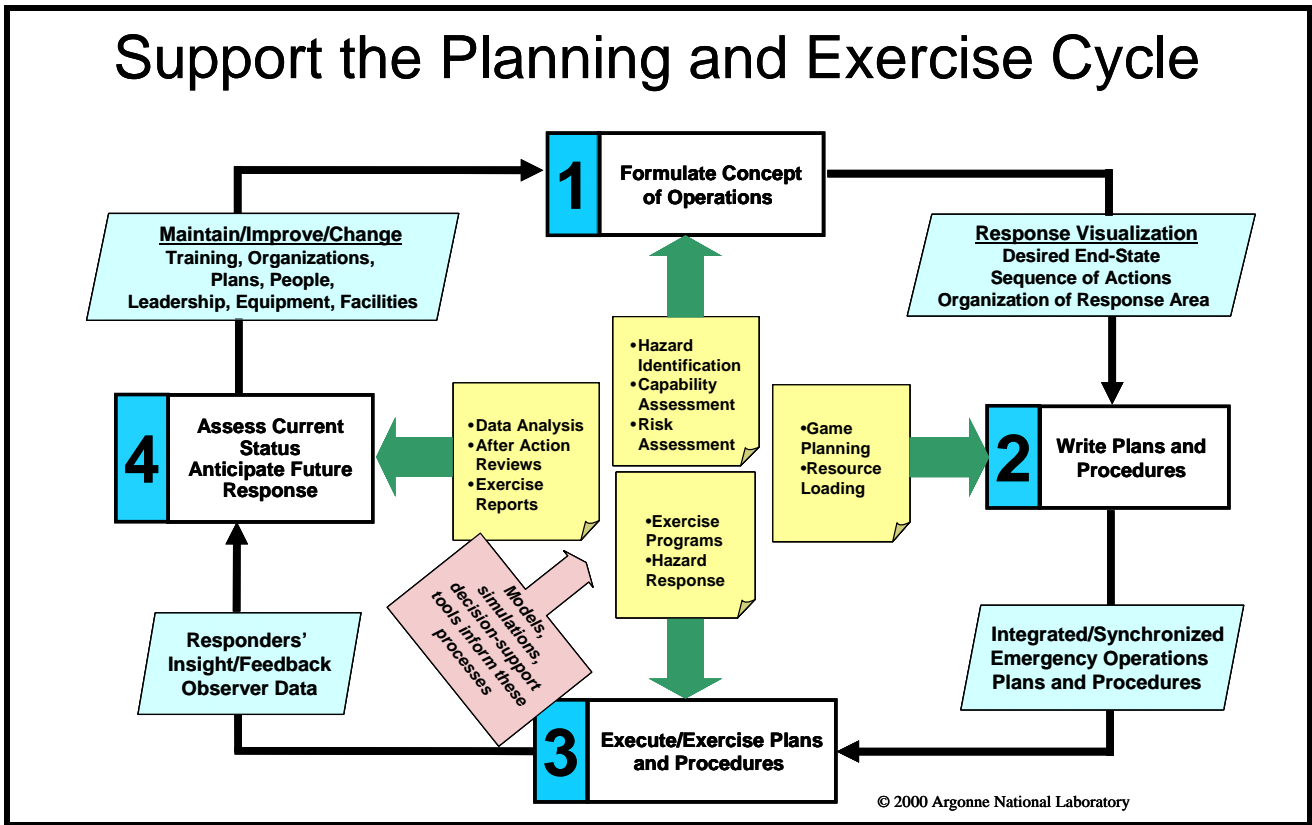 Support the Planning and Exercise Cycle
1
Formulate Concept
of Operations
Maintain/Improve/Change
Training, Organizations,
Plans, People,
Leadership, Equipment, Facilities
Response Visualization
Desired End-State
Sequence of Actions
Organization of Response Area
•Hazard
Identification
•Capability
Assessment
•Risk
Assessment
4
Assess Current
Status
Anticipate Future
Response
•Data Analysis
•After Action
Reviews
•Exercise
Reports
•Game
Planning
•Resource
Loading
2
Write Plans and
Procedures
•Exercise
Programs
•Hazard
Response
Models,
simulations,
decision-support
tools inform these
processes
Responders’
Insight/Feedback
Observer Data
Integrated/Synchronized
Emergency Operations
Plans and Procedures
3
Execute/Exercise Plans
and Procedures
© 2000 Argonne National Laboratory